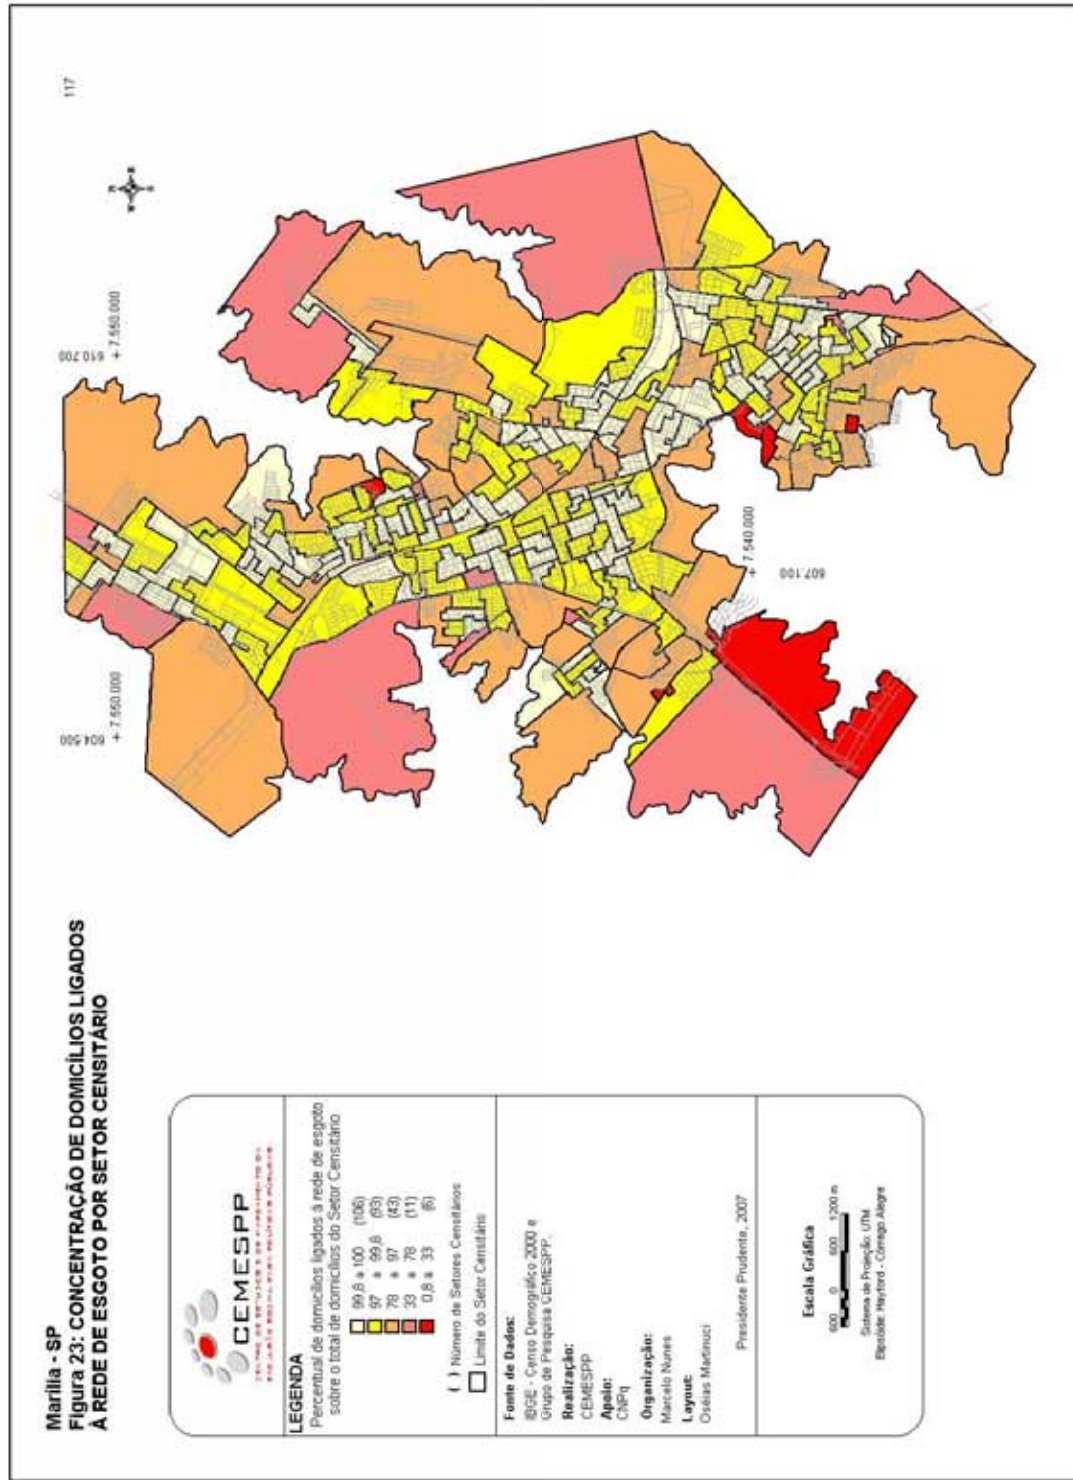 117
Marília - SP
Figura 23: CONCENTRAÇÃO DE DOMICÍLIOS LIGADOS
À REDE DE ESGOTO POR SETOR CENSITÁRIO
604.500
+ 7.550.000
610.700
+ 7.550.000
N
W
S
+ 7.540.000
607.100
CEMESPP
LEGENDA
Percentual de domicílios ligados à rede de esgoto
sobre o total de domicílios do Setor Censitário
99,8 a 100 (106)
97 a 99,8 (93)
78 a 97 (43)
33 a 78 (11)
0,8 a 33 (6)
( ) Número de Setores Censitários
Limite do Setor Censitário
Fonte de Dados:
IBGE - Censo Demográfico 2000 e
Grupo de Pesquisa CEMESPP.
Realização:
CEMESPP
Apoio:
CNPq
Organização:
Marcelo Nunes
Layout:
Oséias Martinuci
Presidente Prudente, 2007
Escala Gráfica
600 0 600 1200 m
Sistema de Projeção: UTM
Elipsóide: Hayford - Córrego Alegre